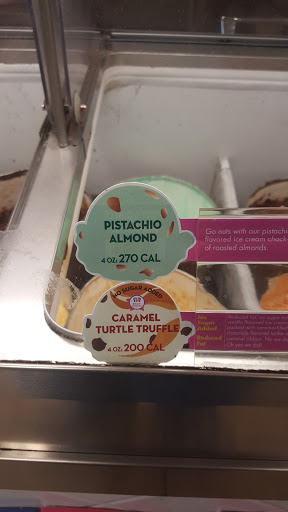 PISTACHIO
ALMOND
4 OZ: 270 CAL
Go nuts with our pistachio
flavored ice cream chock-
of roasted almonds.
NO SUGAR ADDED
CARAMEL
TURTLE TRUFFLE
4 OZ: 200 CAL
No
Sugar
Added
Reduced
Fat